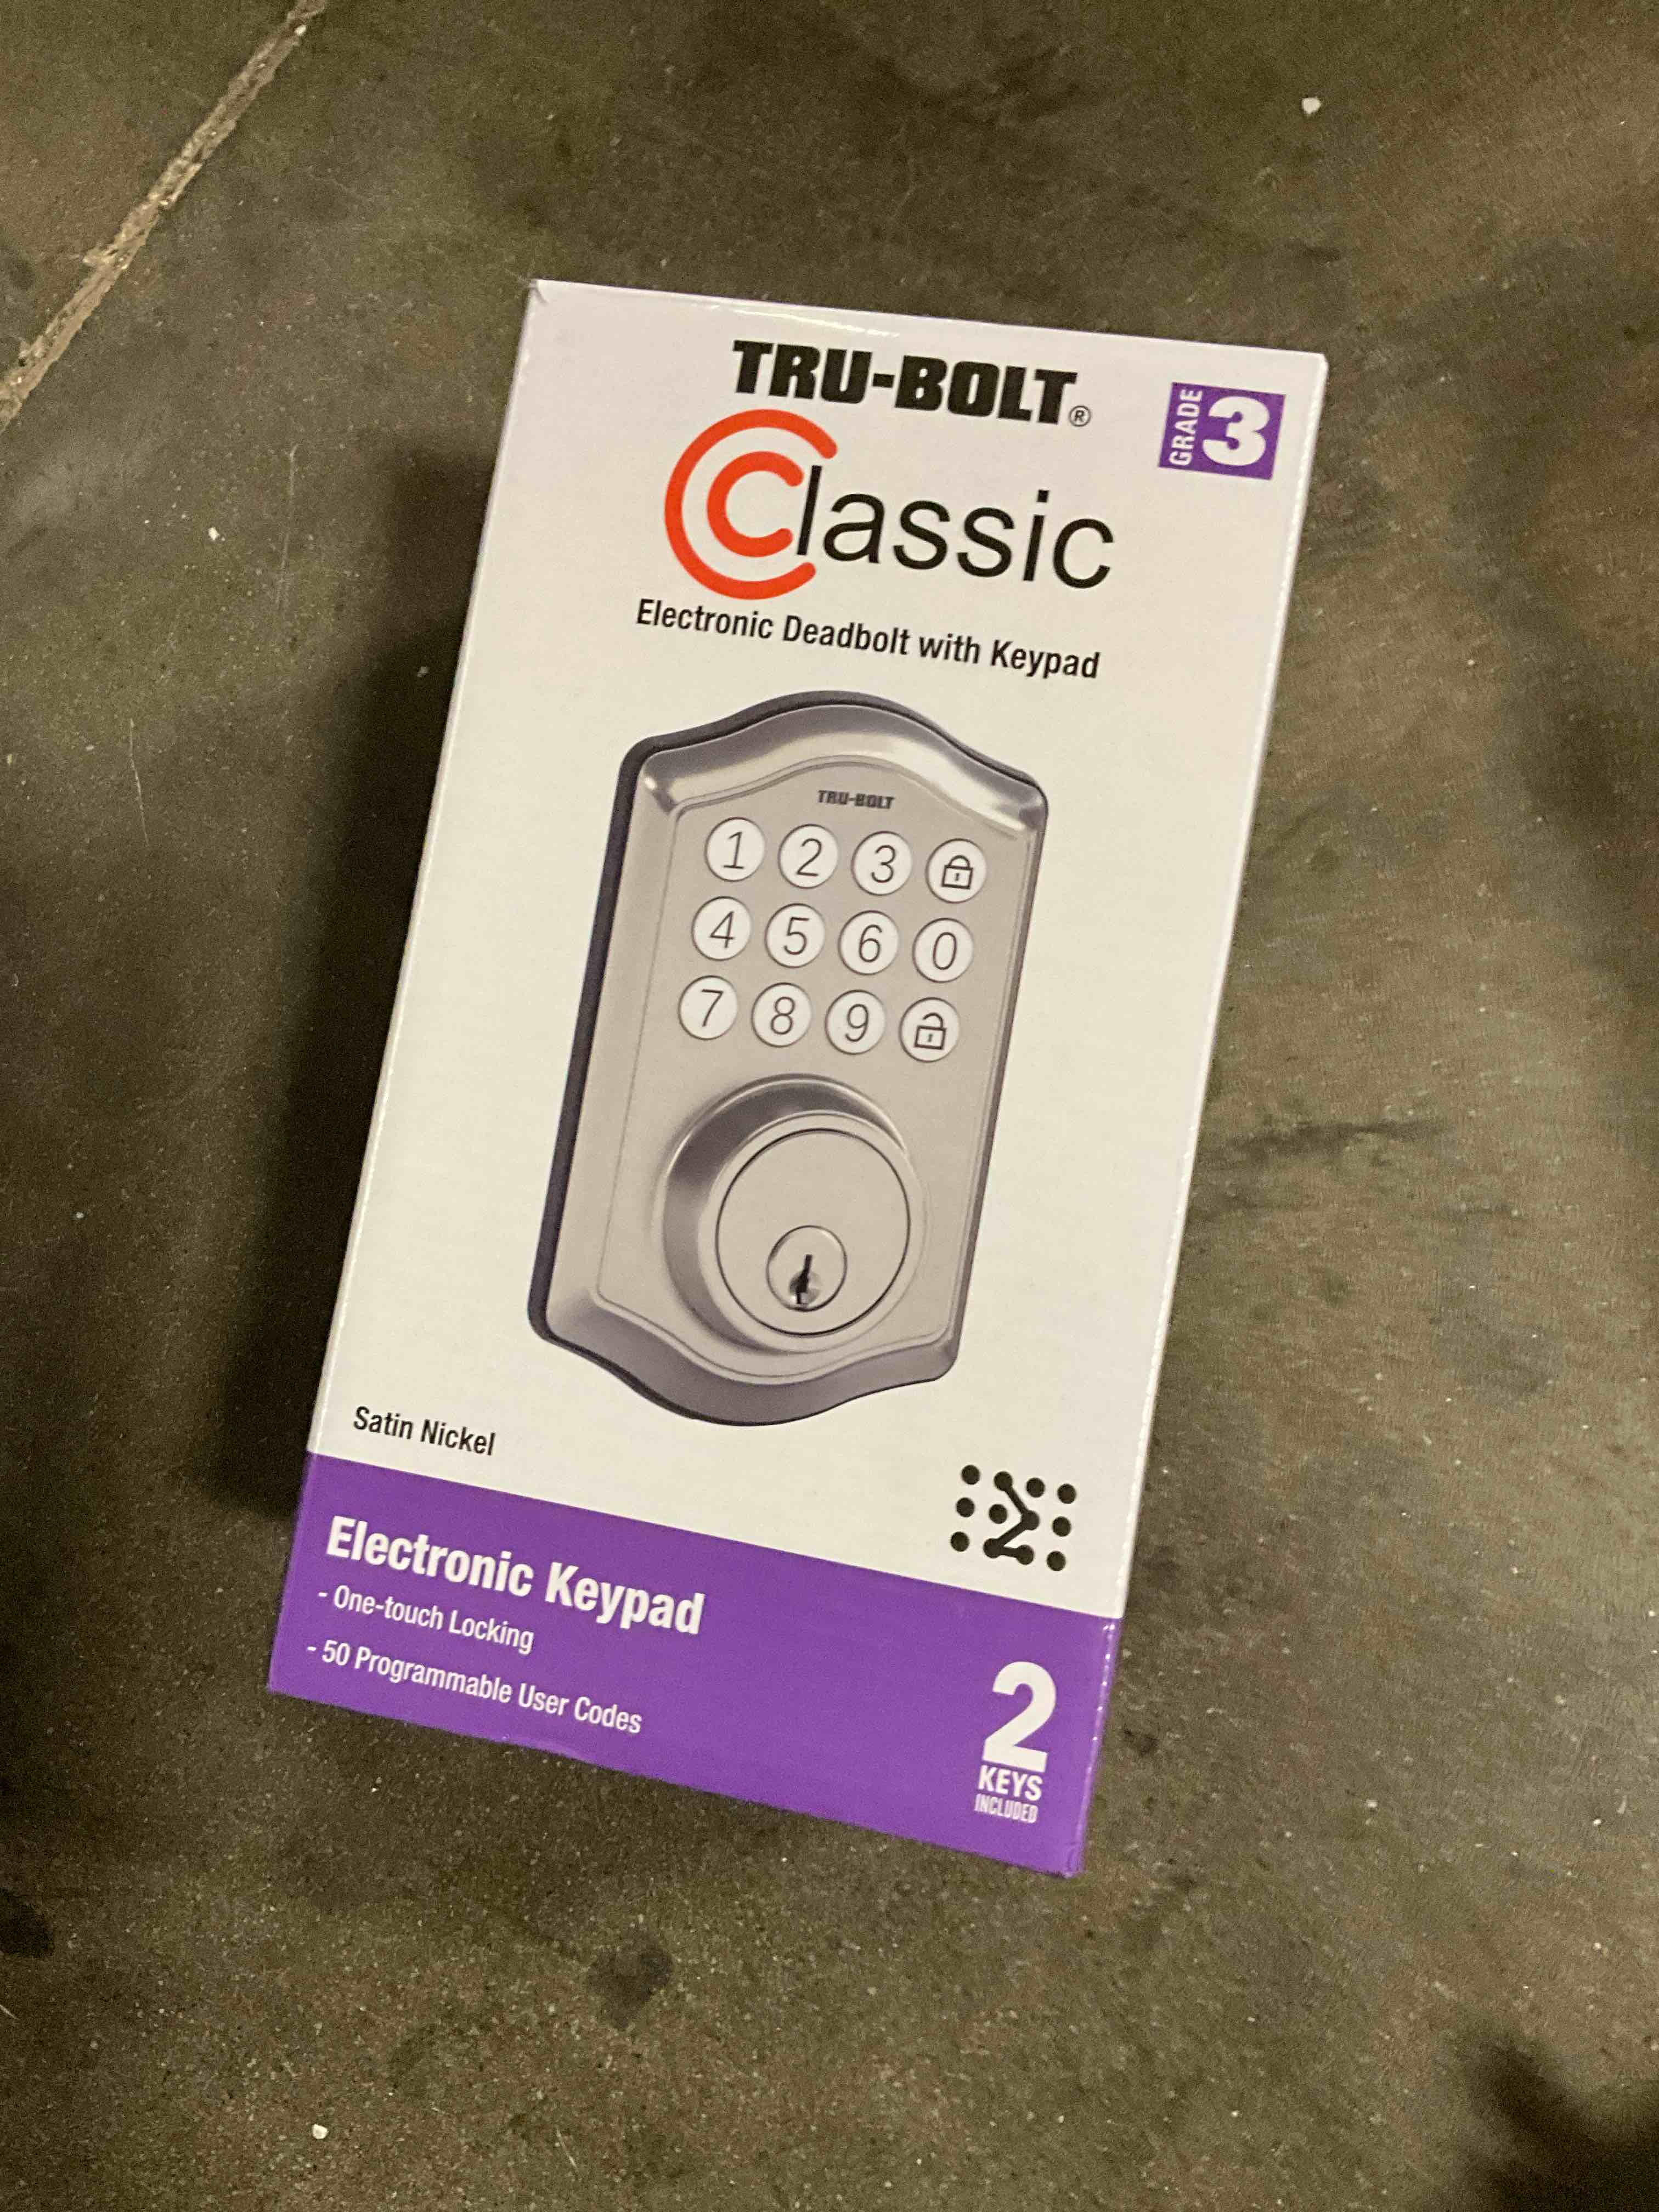 TRU-BOLT®
GRADE 3
Classic
Electronic Deadbolt with Keypad
TRU-BOLT
1 2 3
4 5 6 0
7 8 9
Satin Nickel
Electronic Keypad
- One-touch Locking
- 50 Programmable User Codes
2
KEYS
INCLUDED